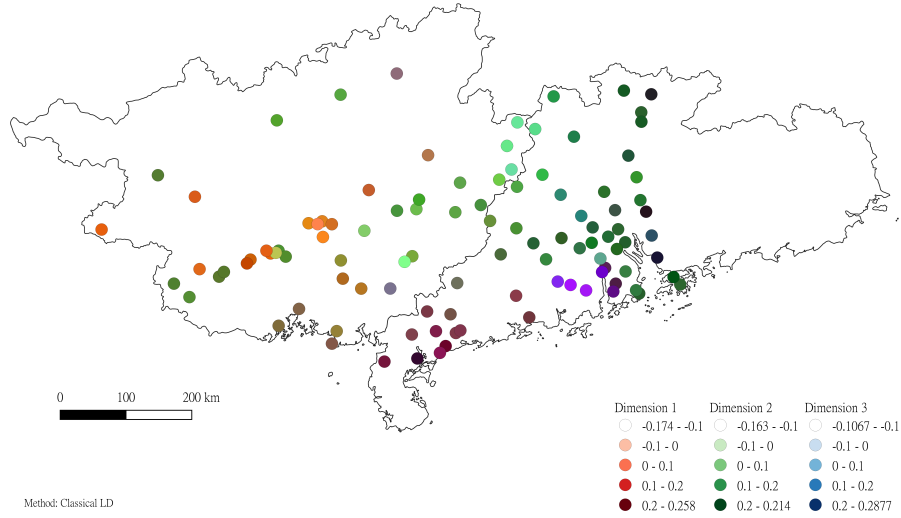 0 100 200 km
Dimension 1 Dimension 2 Dimension 3
-0.174 - -0.1 -0.163 - -0.1 -0.1067 - -0.1
-0.1 - 0 -0.1 - 0 -0.1 - 0
0 - 0.1 0 - 0.1 0 - 0.1
0.1 - 0.2 0.1 - 0.2 0.1 - 0.2
0.2 - 0.258 0.2 - 0.214 0.2 - 0.2877
Method: Classical LD